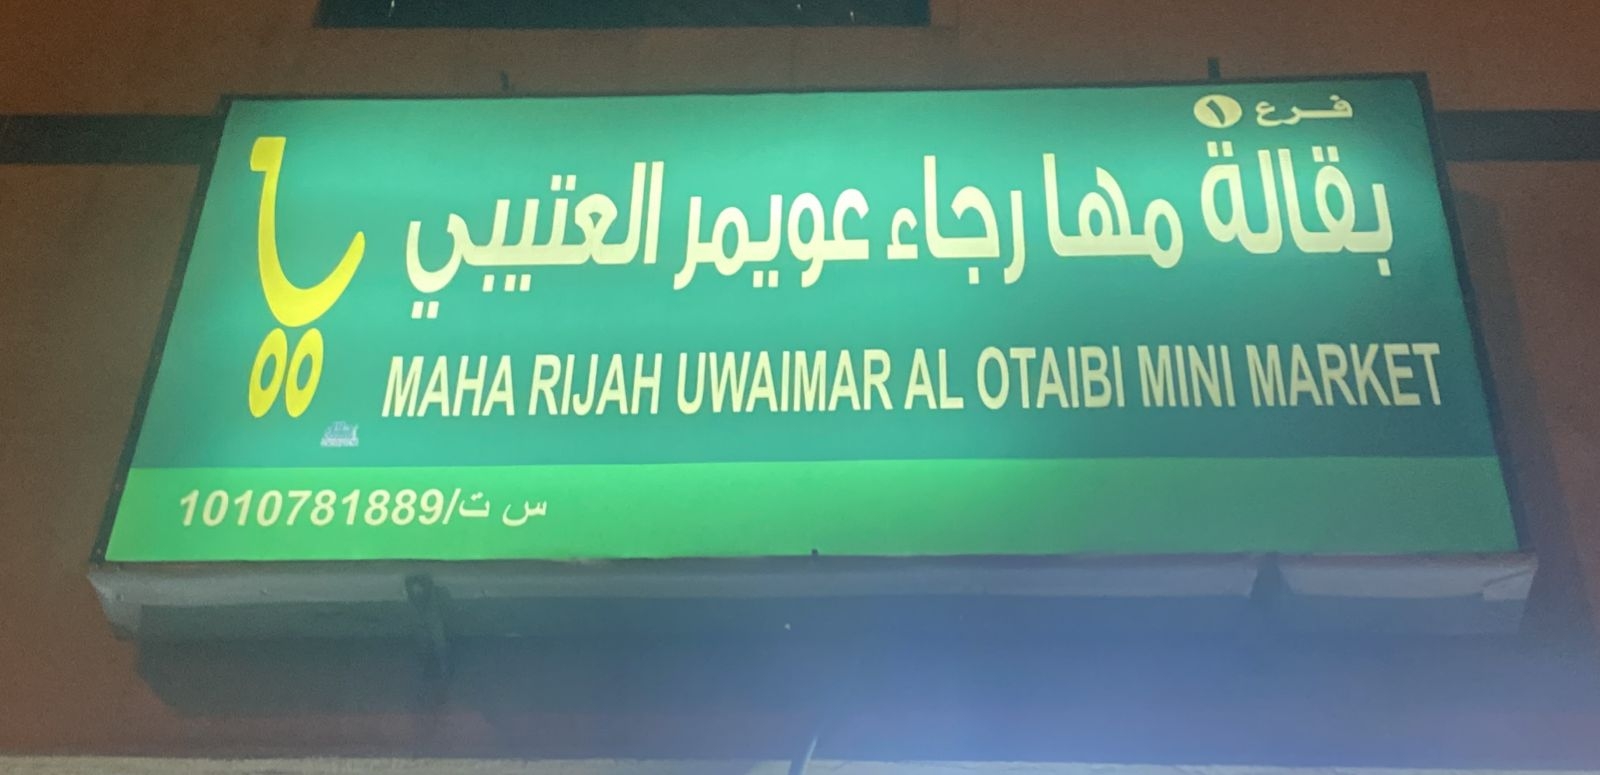 فرع ١
بقالة مها رجاء عويمر العتيبي
MAHA RIJAH UWAIMAR AL OTAIBI MINI MARKET
س ت/1010781889